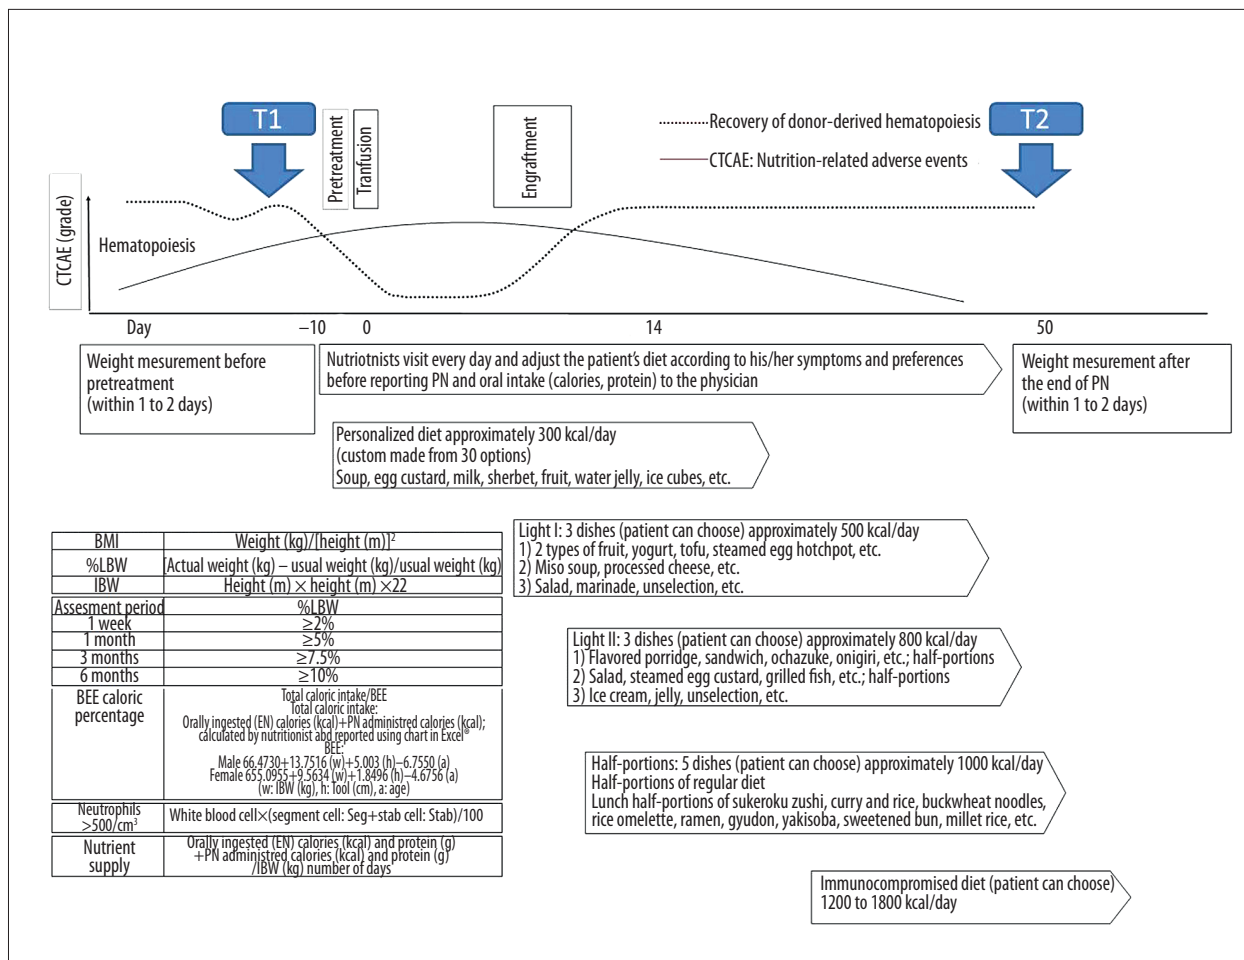 T1
Pretreatment
Tranfusion
Engraftment
Recovery of donor-derived hematopoiesis
CTCAE: Nutrition-related adverse events
T2
CTCAE (grade)
Hematopoiesis
Day −10 0 14 50
Weight mesurement before
pretreatment
(within 1 to 2 days)
Nutriotnists visit every day and adjust the patient's diet according to his/her symptoms and preferences
before reporting PN and oral intake (calories, protein) to the physician
Weight mesurement after
the end of PN
(within 1 to 2 days)
Personalized diet approximately 300 kcal/day
(custom made from 30 options)
Soup, egg custard, milk, sherbet, fruit, water jelly, ice cubes, etc.
BMI Weight (kg)/[height (m)]²
%LBW [Actual weight (kg) – usual weight (kg)/usual weight (kg)
IBW Height (m) × height (m) ×22
Assesment period %LBW
1 week ≥2%
1 month ≥5%
3 months ≥7.5%
6 months ≥10%
BEE caloric
percentage
Total caloric intake/BEE
Total caloric intake:
Orally ingested (EN) calories (kcal)+PN administred calories (kcal);
calculated by nutritionist abd reported using chart in Excel®
BEE:
Male 66.4730+13.7516 (w)+5.003 (h)–6.7550 (a)
Female 655.0955+9.5634 (w)+1.8496 (h)–4.6756 (a)
(w: IBW (kg), h: Tool (cm), a: age)
Neutrophils
>500/cm³
White blood cell×(segment cell: Seg+stab cell: Stab)/100
Nutrient
supply
Orally ingested (EN) calories (kcal) and protein (g)
+PN administred calories (kcal) and protein (g)
/IBW (kg) number of days
Light I: 3 dishes (patient can choose) approximately 500 kcal/day
1) 2 types of fruit, yogurt, tofu, steamed egg hotchpot, etc.
2) Miso soup, processed cheese, etc.
3) Salad, marinade, unselection, etc.
Light II: 3 dishes (patient can choose) approximately 800 kcal/day
1) Flavored porridge, sandwich, ochazuke, onigiri, etc.; half-portions
2) Salad, steamed egg custard, grilled fish, etc.; half-portions
3) Ice cream, jelly, unselection, etc.
Half-portions: 5 dishes (patient can choose) approximately 1000 kcal/day
Half-portions of regular diet
Lunch half-portions of sukeroku zushi, curry and rice, buckwheat noodles,
rice omelette, ramen, gyudon, yakisoba, sweetened bun, millet rice, etc.
Immunocompromised diet (patient can choose)
1200 to 1800 kcal/day